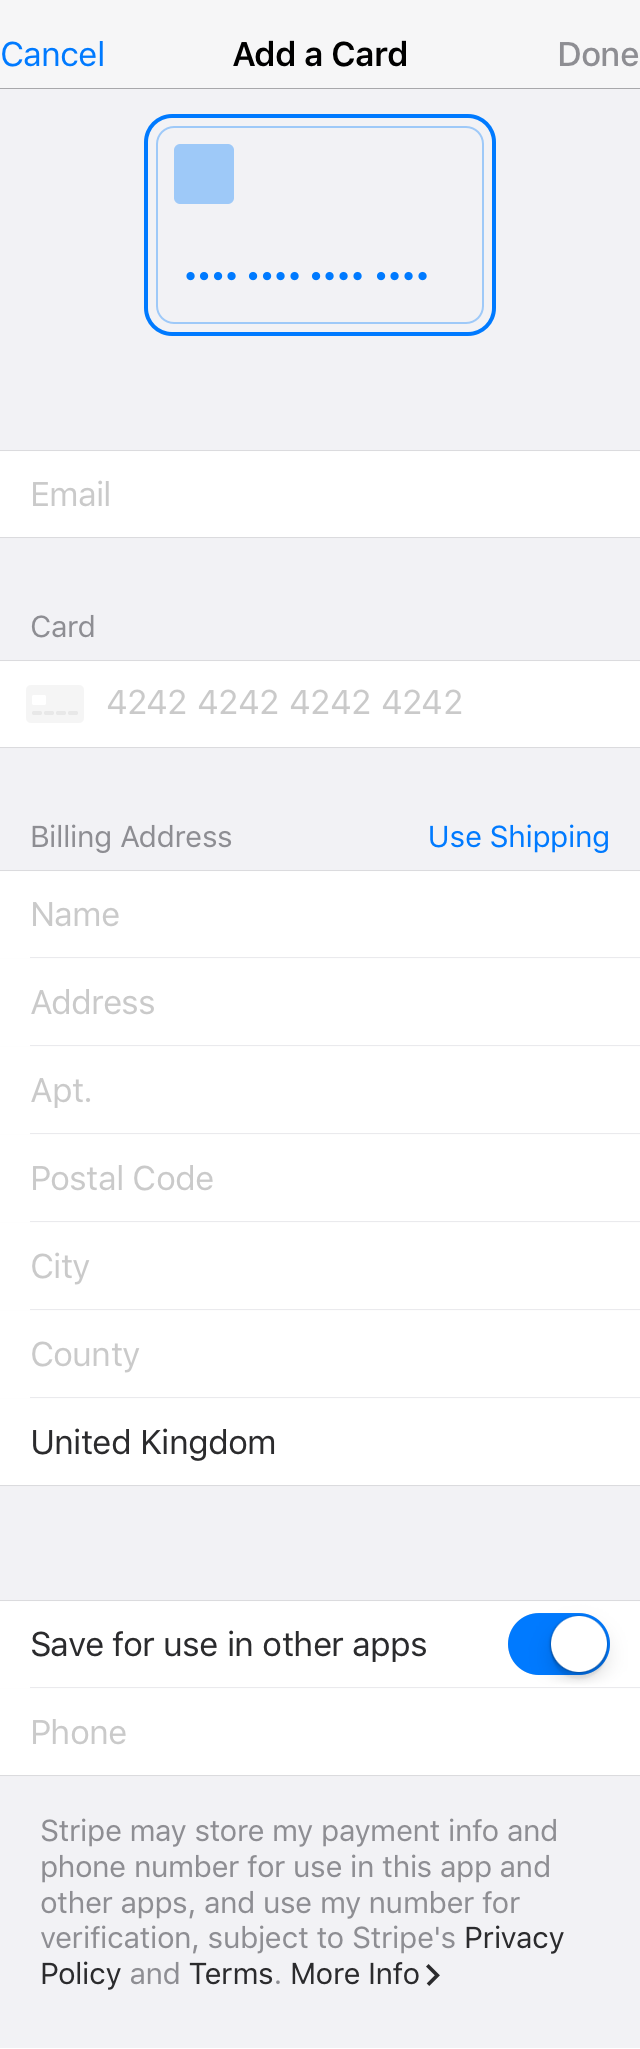 Cancel Add a Card Done
•••• •••• •••• ••••
Email
Card
4242 4242 4242 4242
Billing Address Use Shipping
Name
Address
Apt.
Postal Code
City
County
United Kingdom
Save for use in other apps
Phone
Stripe may store my payment info and
phone number for use in this app and
other apps, and use my number for
verification, subject to Stripe's Privacy
Policy and Terms. More Info